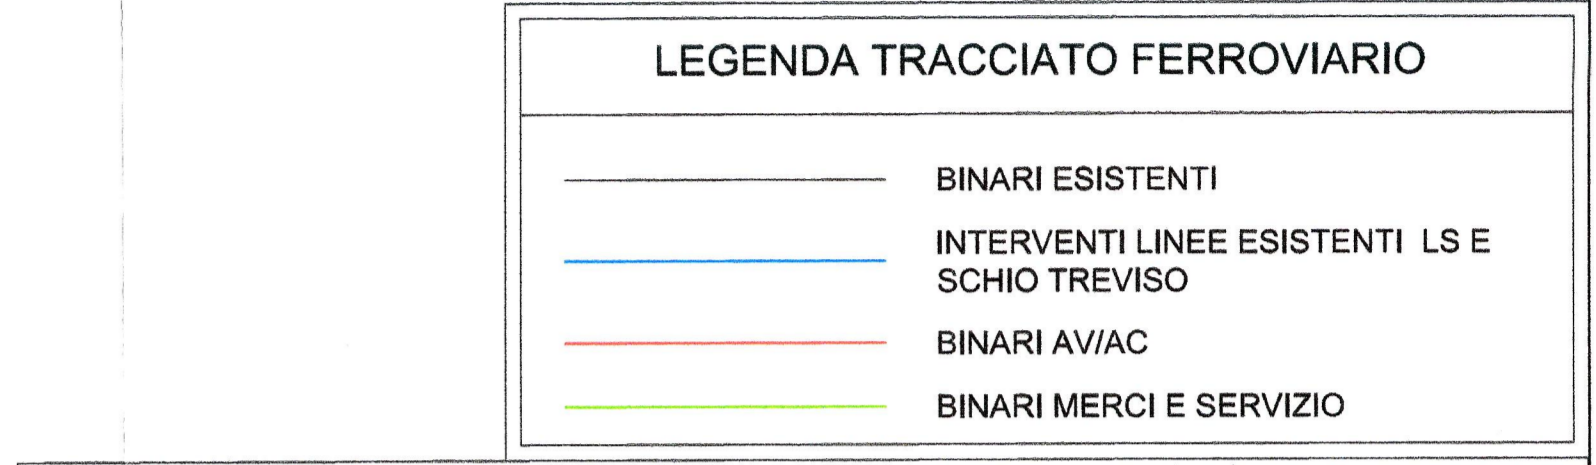 LEGENDA TRACCIATO FERROVIARIO
BINARI ESISTENTI
INTERVENTI LINEE ESISTENTI LS E
SCHIO TREVISO
BINARI AV/AC
BINARI MERCI E SERVIZIO